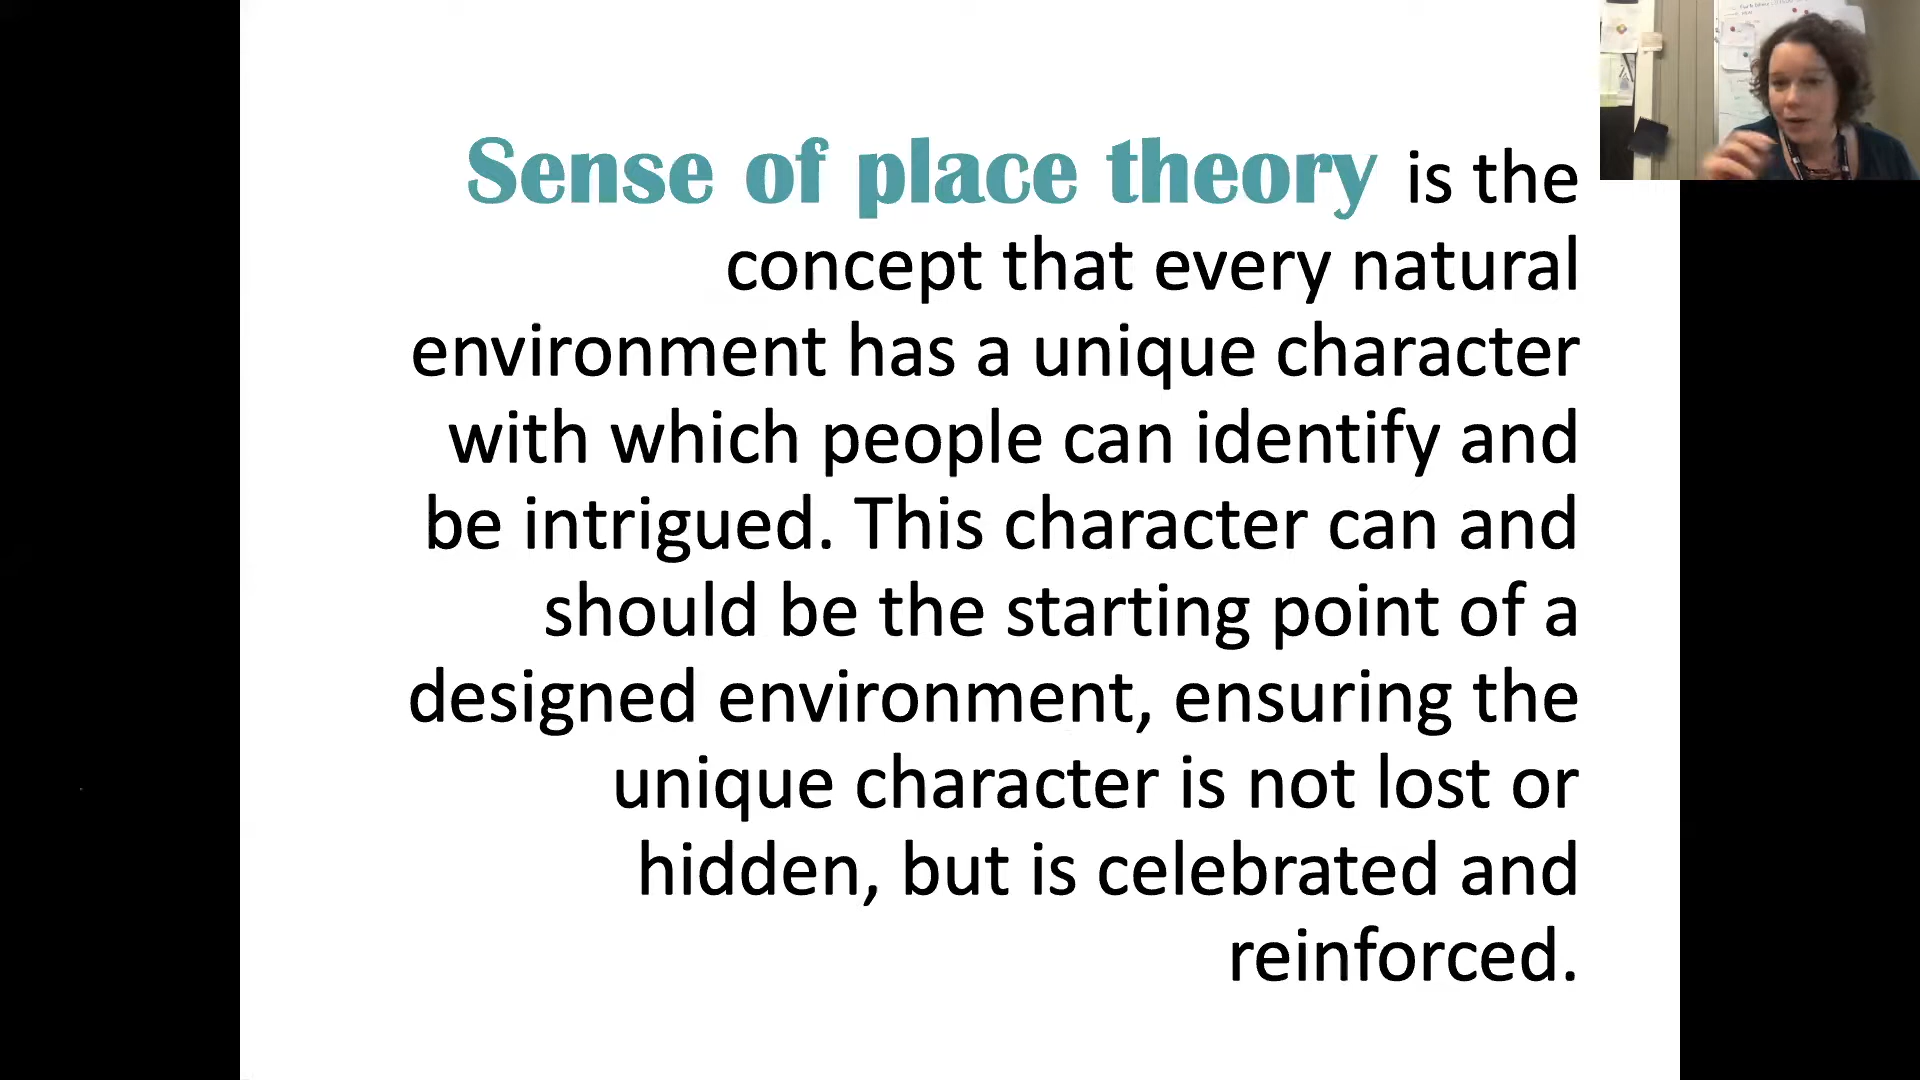 Sense of place theory is the
concept that every natural
environment has a unique character
with which people can identify and
be intrigued. This character can and
should be the starting point of a
designed environment, ensuring the
unique character is not lost or
hidden, but is celebrated and
reinforced.